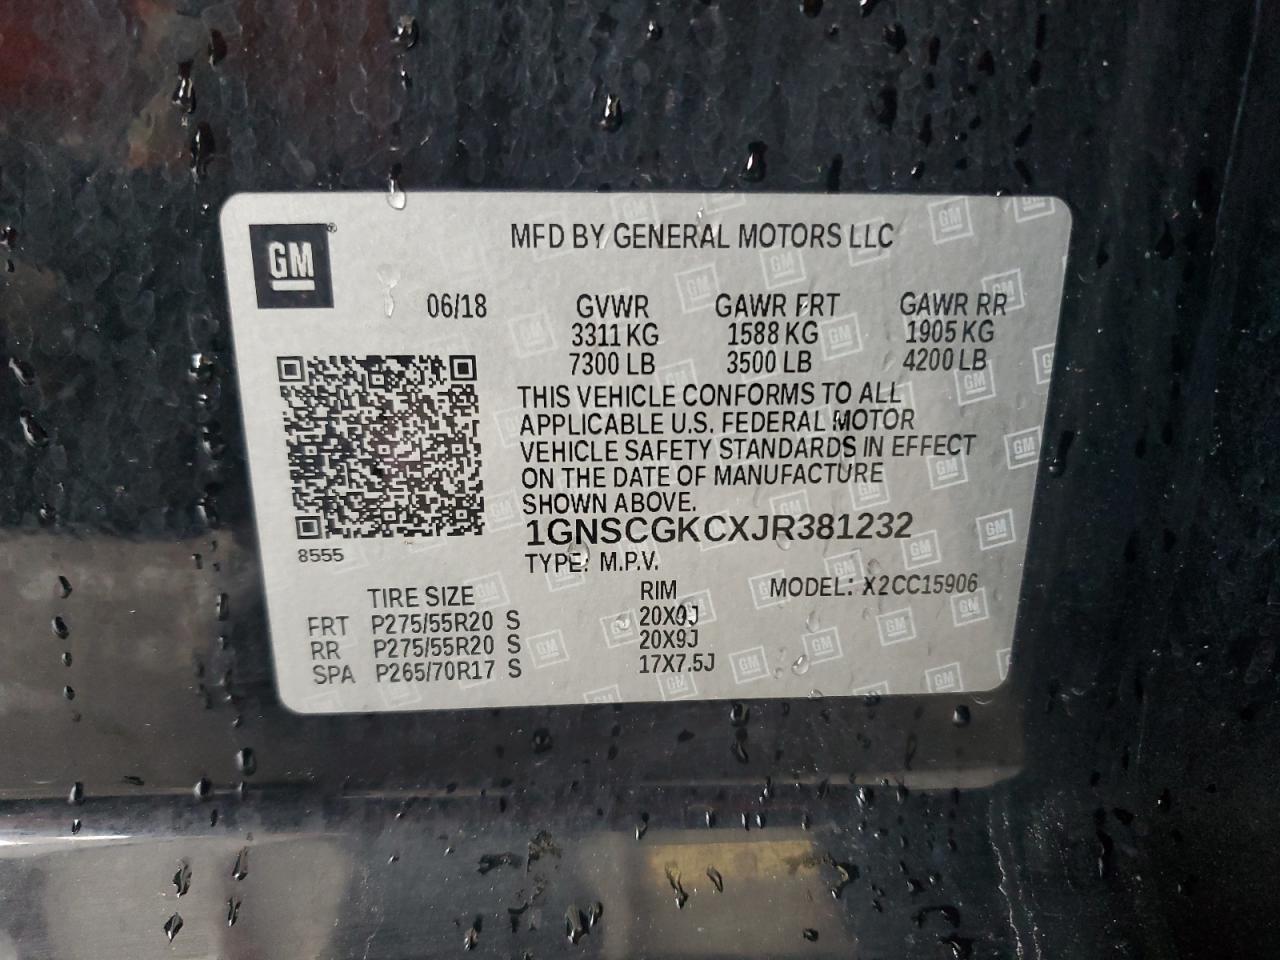 GM®
MFD BY GENERAL MOTORS LLC
06/18 GVWR GAWR FRT GAWR RR
3311 KG 1588 KG 1905 KG
7300 LB 3500 LB 4200 LB
THIS VEHICLE CONFORMS TO ALL
APPLICABLE U.S. FEDERAL MOTOR
VEHICLE SAFETY STANDARDS IN EFFECT
ON THE DATE OF MANUFACTURE
SHOWN ABOVE.
1GNSCGKCXJR381232
8555
TYPE: M.P.V.
TIRE SIZE RIM MODEL: X2CC15906
FRT P275/55R20 S 20X9J
RR P275/55R20 S 20X9J
SPA P265/70R17 S 17X7.5J